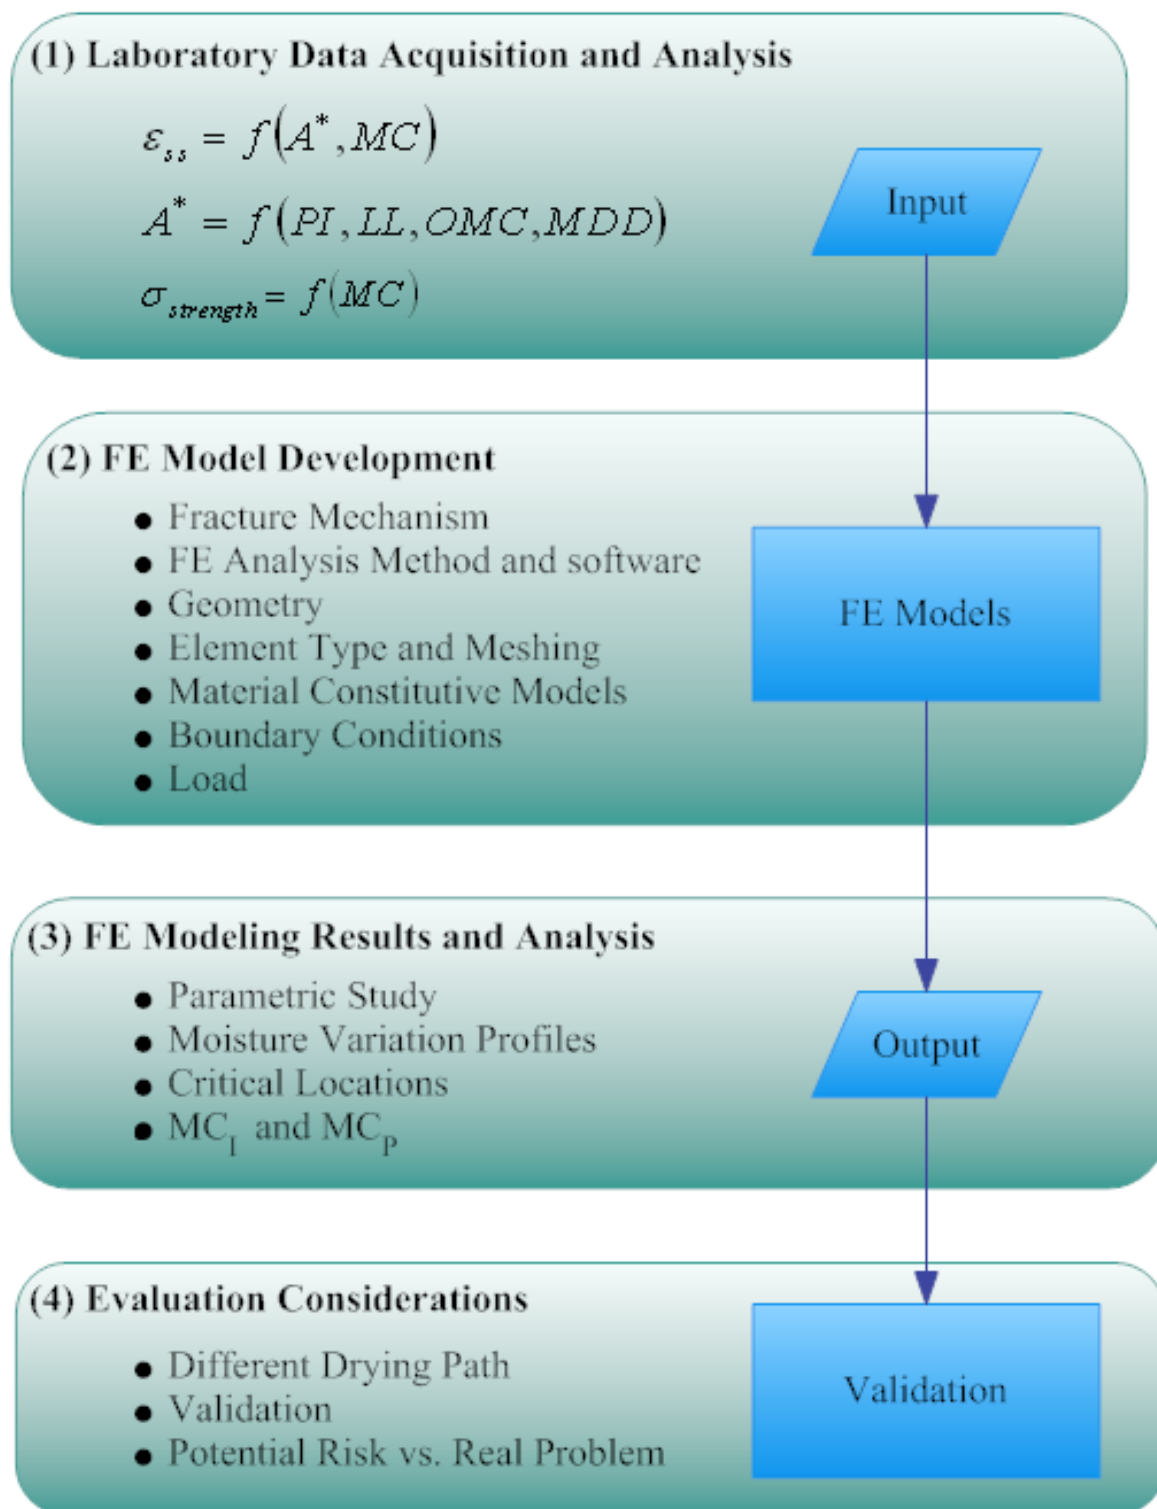 (1) Laboratory Data Acquisition and Analysis
ε_ss = f(A*, MC)
A* = f(PI, LL, OMC, MDD)
Input
σ_strength = f(MC)
(2) FE Model Development
● Fracture Mechanism
● FE Analysis Method and software
● Geometry
FE Models
● Element Type and Meshing
● Material Constitutive Models
● Boundary Conditions
● Load
(3) FE Modeling Results and Analysis
● Parametric Study
● Moisture Variation Profiles
Output
● Critical Locations
● MC_I and MC_P
(4) Evaluation Considerations
● Different Drying Path
Validation
● Validation
● Potential Risk vs. Real Problem